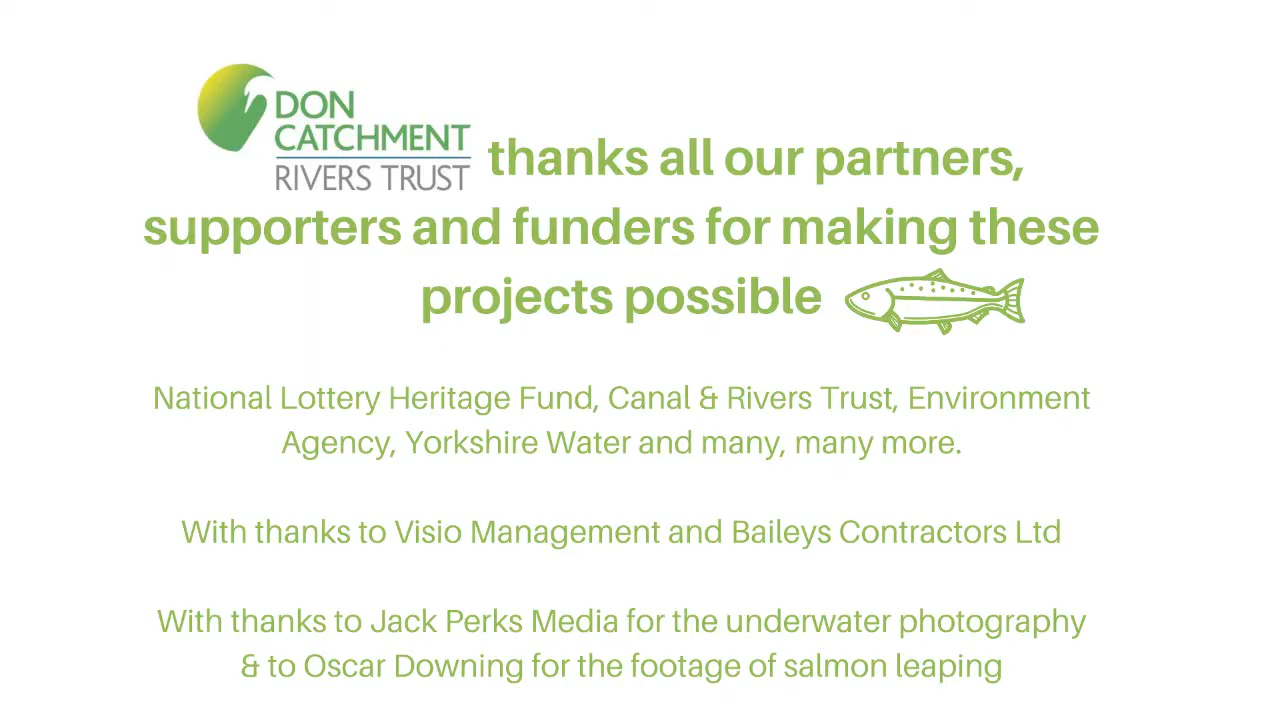 DON
CATCHMENT
RIVERS TRUST
thanks all our partners,
supporters and funders for making these
projects possible
National Lottery Heritage Fund, Canal & Rivers Trust, Environment
Agency, Yorkshire Water and many, many more.
With thanks to Visio Management and Baileys Contractors Ltd
With thanks to Jack Perks Media for the underwater photography
& to Oscar Downing for the footage of salmon leaping